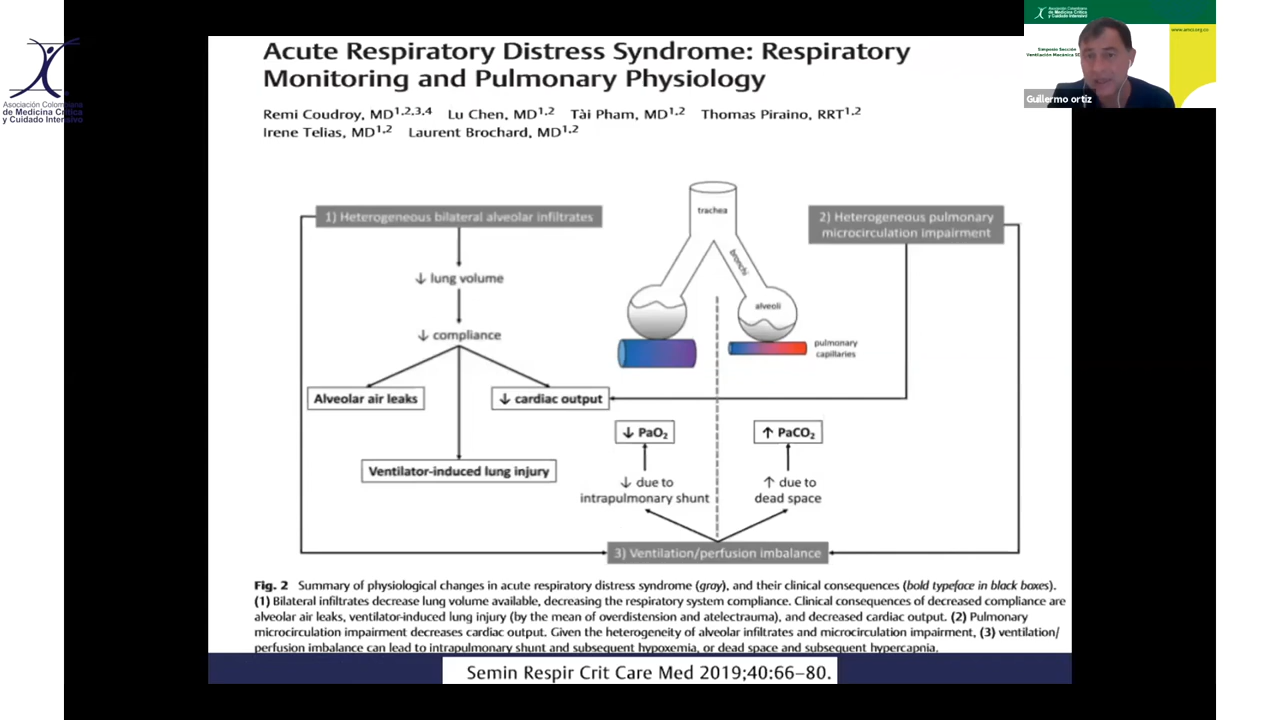 Asociación Colombiana
de Medicina Crítica
y Cuidado Intensivo
Acute Respiratory Distress Syndrome: Respiratory
Monitoring and Pulmonary Physiology
Remi Coudroy, MD1,2,3,4 Lu Chen, MD1,2 Tài Pham, MD1,2 Thomas Piraino, RRT1,2
Irene Telias, MD1,2 Laurent Brochard, MD1,2
Asociación Colombiana
de Medicina Crítica
y Cuidado Intensivo
www.amci.org.co
Simposio Sección
Ventilación Mecánica
Guillermo ortiz
1) Heterogeneous bilateral alveolar infiltrates
trachea
2) Heterogeneous pulmonary
microcirculation impairment
bronchi
↓ lung volume
alveoli
↓ compliance
pulmonary
capillaries
Alveolar air leaks
↓ cardiac output
↓ PaO2
↑ PaCO2
Ventilator-induced lung injury
↓ due to
intrapulmonary shunt
↑ due to
dead space
3) Ventilation/perfusion imbalance
Fig. 2 Summary of physiological changes in acute respiratory distress syndrome (gray), and their clinical consequences (bold typeface in black boxes).
(1) Bilateral infiltrates decrease lung volume available, decreasing the respiratory system compliance. Clinical consequences of decreased compliance are
alveolar air leaks, ventilator-induced lung injury (by the mean of overdistension and atelectrauma), and decreased cardiac output. (2) Pulmonary
microcirculation impairment decreases cardiac output. Given the heterogeneity of alveolar infiltrates and microcirculation impairment, (3) ventilation/
perfusion imbalance can lead to intrapulmonary shunt and subsequent hypoxemia, or dead space and subsequent hypercapnia.
Semin Respir Crit Care Med 2019;40:66–80.